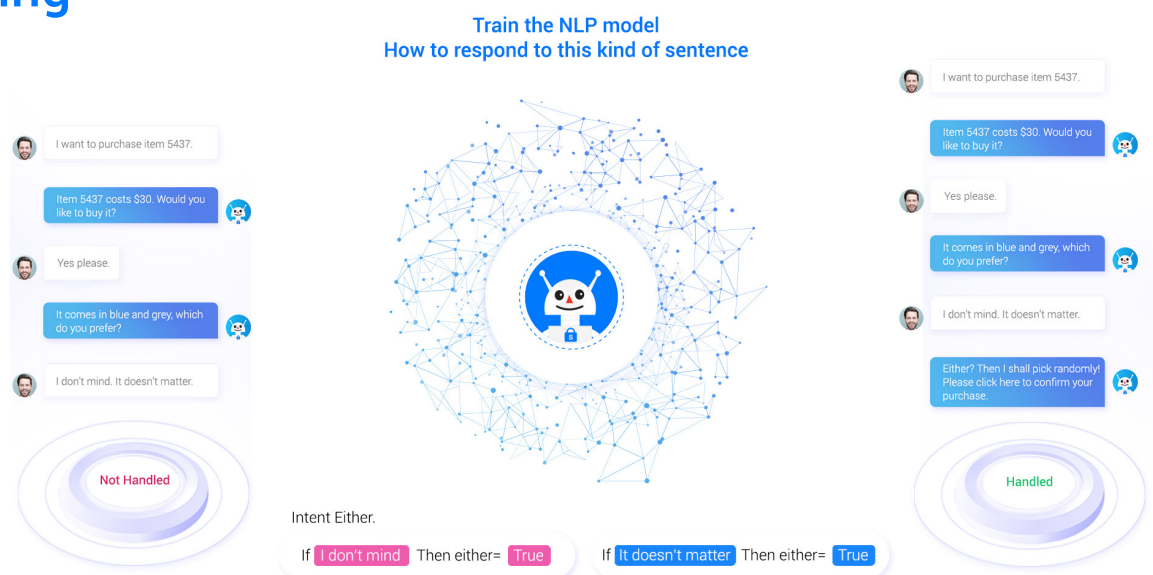 Train the NLP model
How to respond to this kind of sentence
I want to purchase item 5437.
Item 5437 costs $30. Would you
like to buy it?
Yes please.
It comes in blue and grey, which
do you prefer?
I don't mind. It doesn't matter.
Not Handled
Intent Either.
If I don't mind Then either= True
If It doesn't matter Then either= True
I want to purchase item 5437.
Item 5437 costs $30. Would you
like to buy it?
Yes please.
It comes in blue and grey, which
do you prefer?
I don't mind. It doesn't matter.
Either? Then I shall pick randomly!
Please click here to confirm your
purchase.
Handled